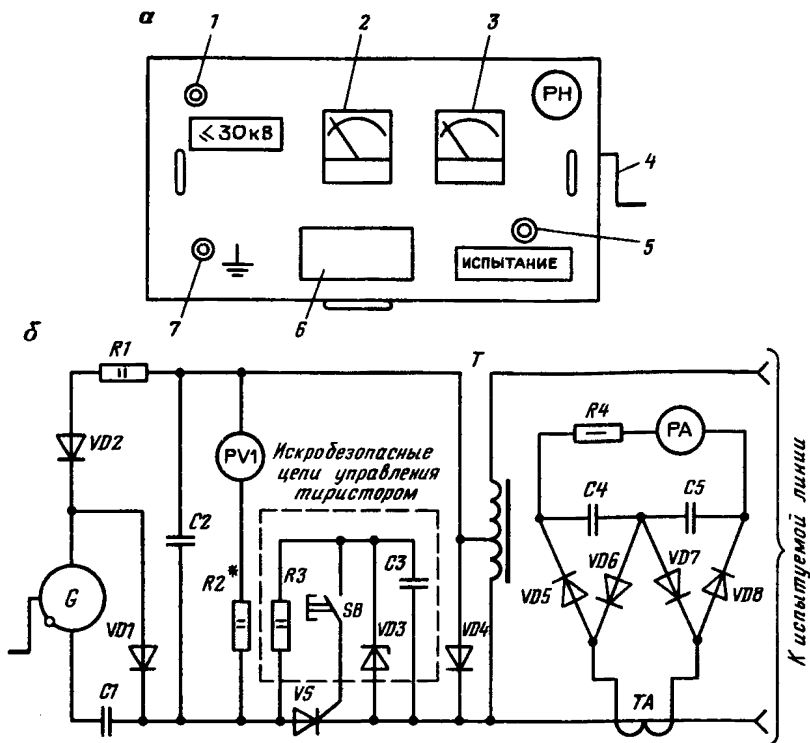 а
1
2
3
PH
≤30кВ
4
7
6
ИСПЫТАНИЕ
5
б
R1
T
VD2
PV1
Искробезопасные
цепи управления
тиристором
R4
PA
C2
C4
C5
G
VD1
R2*
R3
SB
VD3
C3
VD4
VD5
VD6
VD7
VD8
C1
VS
TA
К испытуемой линии